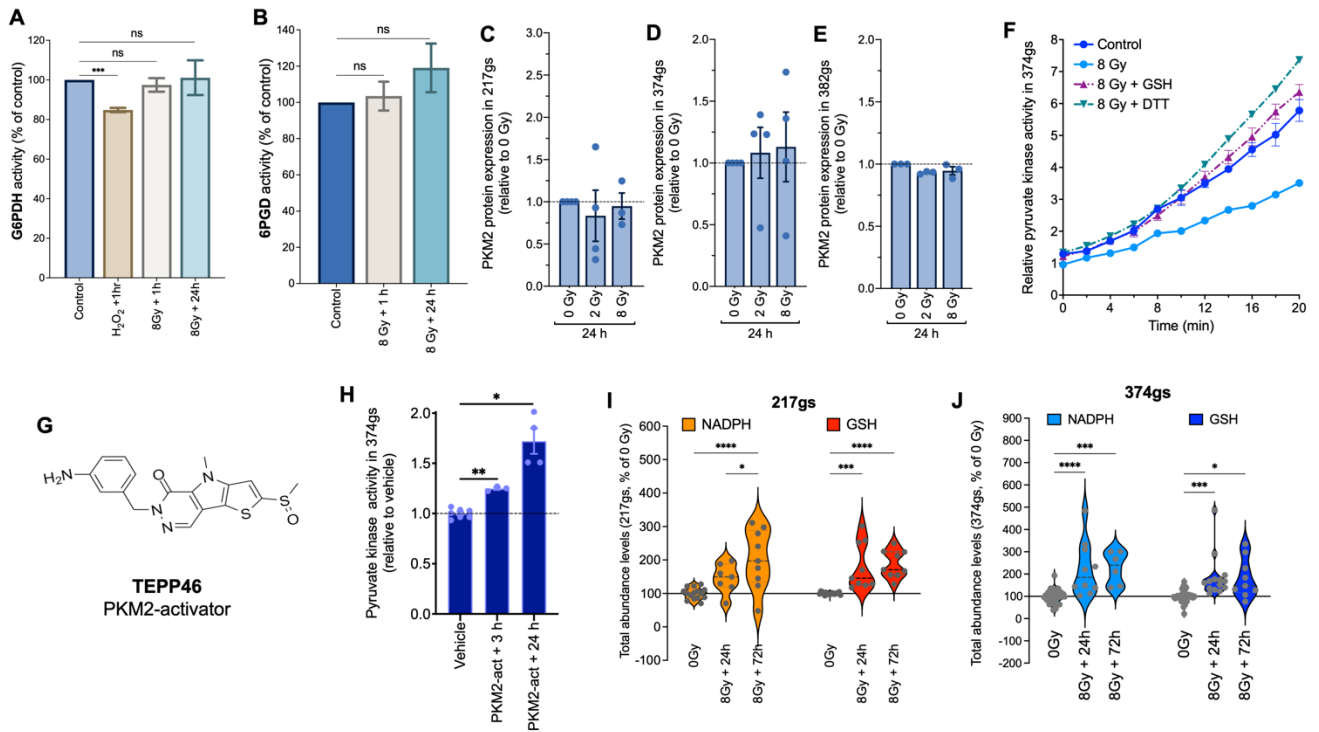 A
G6PDH activity (% of control)
120
100
80
60
40
20
0
ns
ns
***
Control
H₂O₂ +1hr
8Gy + 1h
8Gy + 24h
B
6PGD activity (% of control)
140
120
100
80
60
40
20
0
ns
ns
Control
8 Gy + 1 h
8 Gy + 24 h
C
PKM2 protein expression in 217gs
(relative to 0 Gy)
3.0
2.5
2.0
1.5
1.0
0.5
0.0
0 Gy
2 Gy
8 Gy
24 h
D
PKM2 protein expression in 374gs
(relative to 0 Gy)
2.0
1.5
1.0
0.5
0.0
0 Gy
2 Gy
8 Gy
24 h
E
PKM2 protein expression in 382gs
(relative to 0 Gy)
2.0
1.5
1.0
0.5
0.0
0 Gy
2 Gy
8 Gy
24 h
F
Relative pyruvate kinase activity in 374gs
8
7
6
5
4
3
2
1
0
Control
8 Gy
8 Gy + GSH
8 Gy + DTT
0
4
8
12
16
20
Time (min)
G
H₂N
O
N
N
N
S
S
O
TEPP46
PKM2-activator
H
Pyruvate kinase activity in 374gs
(relative to vehicle)
2.0
1.5
1.0
0.5
0.0
*
**
Vehicle
PKM2-act + 3 h
PKM2-act + 24 h
I
217gs
Total abundance levels (217gs, % of 0 Gy)
600
500
400
300
200
100
0
-100
NADPH
GSH
****
*
****
***
0Gy
8Gy + 24h
8Gy + 72h
0Gy
8Gy + 24h
8Gy + 72h
J
374gs
Total abundance levels (374gs, % of 0 Gy)
900
800
700
600
500
400
300
200
100
0
-100
-200
NADPH
GSH
***
****
*
***
0Gy
8Gy + 24h
8Gy + 72h
0Gy
8Gy + 24h
8Gy + 72h